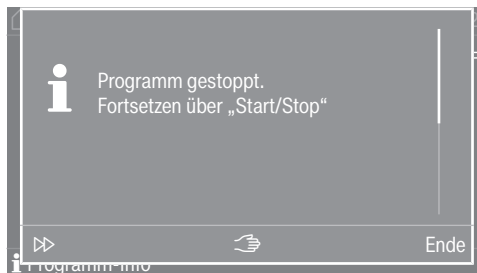 Programm gestoppt.
Fortsetzen über „Start/Stop“
Ende
Programm-Info